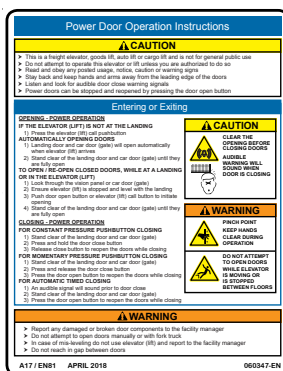 Power Door Operation Instructions
CAUTION
➤ This is a freight elevator, goods lift, auto lift or cargo lift and is not for general public use
➤ Do not attempt to operate this elevator or lift unless you are authorized to do so
➤ Read and obey any posted usage, notice, caution or warning signs
➤ Stay back and keep hands and arms away from the leading edge of the doors
➤ Listen and look for audible door close warning signals
➤ Power doors can be stopped and reopened by pressing the door open button
Entering or Exiting
OPENING - POWER OPERATION
IF THE ELEVATOR (LIFT) IS NOT AT THE LANDING
1) Press the elevator (lift) call pushbutton
AUTOMATICALLY OPENING DOORS
1) Landing door and car door (gate) will open automatically
when elevator (lift) arrives
2) Stand clear of the landing door and car door (gate) until they
are fully open
TO OPEN / RE-OPEN CLOSED DOORS, WHILE AT A LANDING
OR IN THE ELEVATOR (LIFT)
1) Look through the vision panel or car door (gate)
2) Ensure elevator (lift) is stopped and level with the landing
3) Push door open button or elevator (lift) call button to initiate
opening
4) Stand clear of the landing door and car door (gate) until they
are fully open
CLOSING - POWER OPERATION
FOR CONSTANT PRESSURE PUSHBUTTON CLOSING
1) Stand clear of the landing door and car door (gate)
2) Press and hold the door close button
3) Release close button to reopen the doors while closing
FOR MOMENTARY PRESSURE PUSHBUTTON CLOSING
1) Stand clear of the landing door and car door (gate)
2) Press and release the door close button
3) Press the door open button to reopen the doors while closing
FOR AUTOMATIC TIMED CLOSING
1) An audible signal will sound prior to door close
2) Stand clear of the landing door and car door (gate)
3) Press the door open button to reopen the doors while closing
CAUTION
CLEAR THE
OPENING BEFORE
CLOSING DOORS
AUDIBLE
WARNING WILL
SOUND WHEN
DOOR IS CLOSING
WARNING
PINCH POINT
KEEP HANDS
CLEAR DURING
OPERATION
DO NOT ATTEMPT
TO OPEN DOORS
WHILE ELEVATOR
IS MOVING OR
IS STOPPED
BETWEEN FLOORS
WARNING
➤ Report any damaged or broken door components to the facility manager
➤ Do not attempt to open doors manually or with fork truck
➤ In case of mis-leveling do not use elevator (lift) and report to the facility manager
➤ Do not reach in gap between doors
A17 / EN81 APRIL 2018 060347-EN